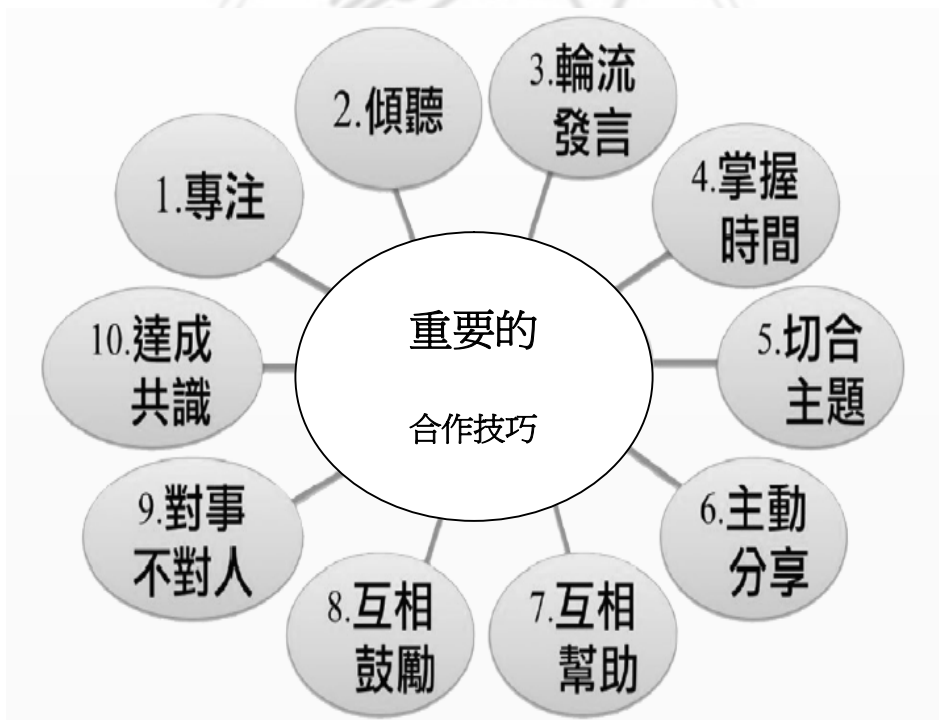 重要的
合作技巧
1.專注
2.傾聽
3.輪流
發言
4.掌握
時間
5.切合
主題
6.主動
分享
7.互相
幫助
8.互相
鼓勵
9.對事
不對人
10.達成
共識